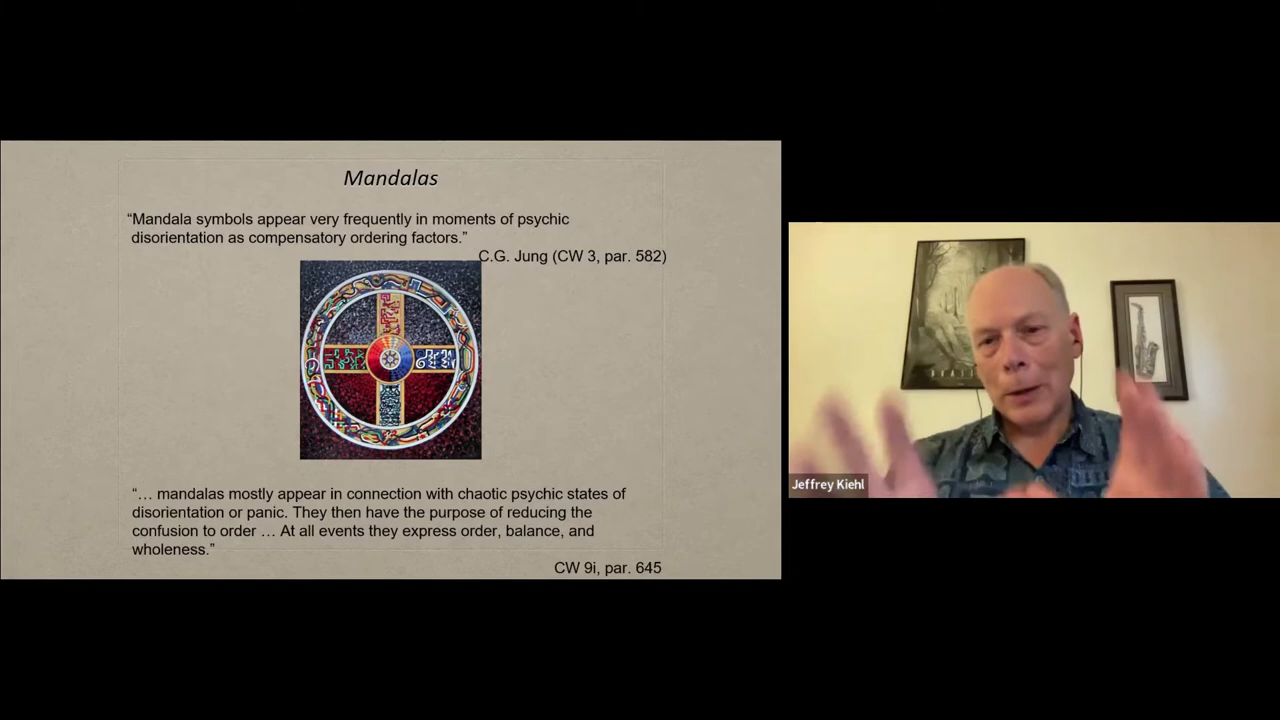 Mandalas
“Mandala symbols appear very frequently in moments of psychic
disorientation as compensatory ordering factors.”
C.G. Jung (CW 3, par. 582)
“… mandalas mostly appear in connection with chaotic psychic states of
disorientation or panic. They then have the purpose of reducing the
confusion to order … At all events they express order, balance, and
wholeness.”
CW 9i, par. 645
Jeffrey Kiehl